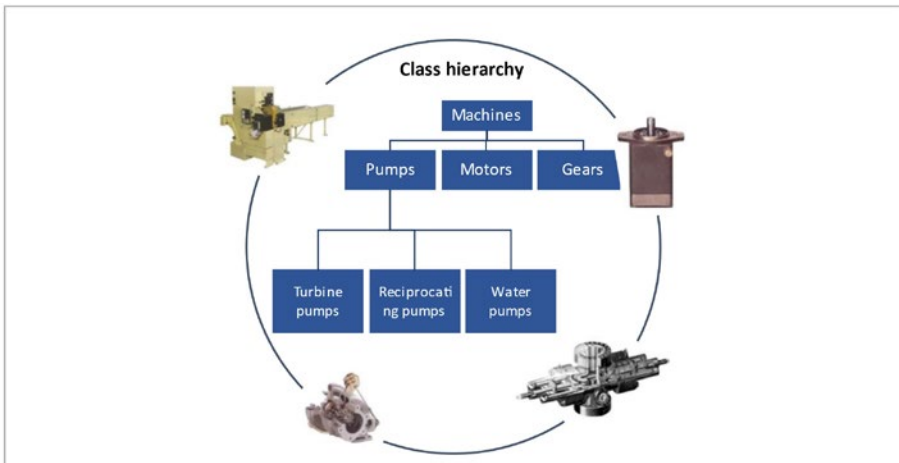 Class hierarchy
Machines
Pumps
Motors
Gears
Turbine
pumps
Reciprocati
ng pumps
Water
pumps